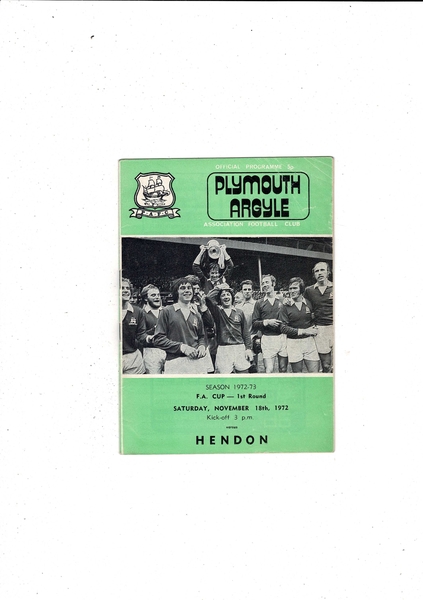 OFFICIAL PROGRAMME 5p
PLYMOUTH
ARGYLE
ASSOCIATION FOOTBALL CLUB
P.A.F.C.
SEASON 1972-73
F.A. CUP — 1st Round
SATURDAY, NOVEMBER 18th, 1972
Kick-off 3 p.m.
versus
HENDON